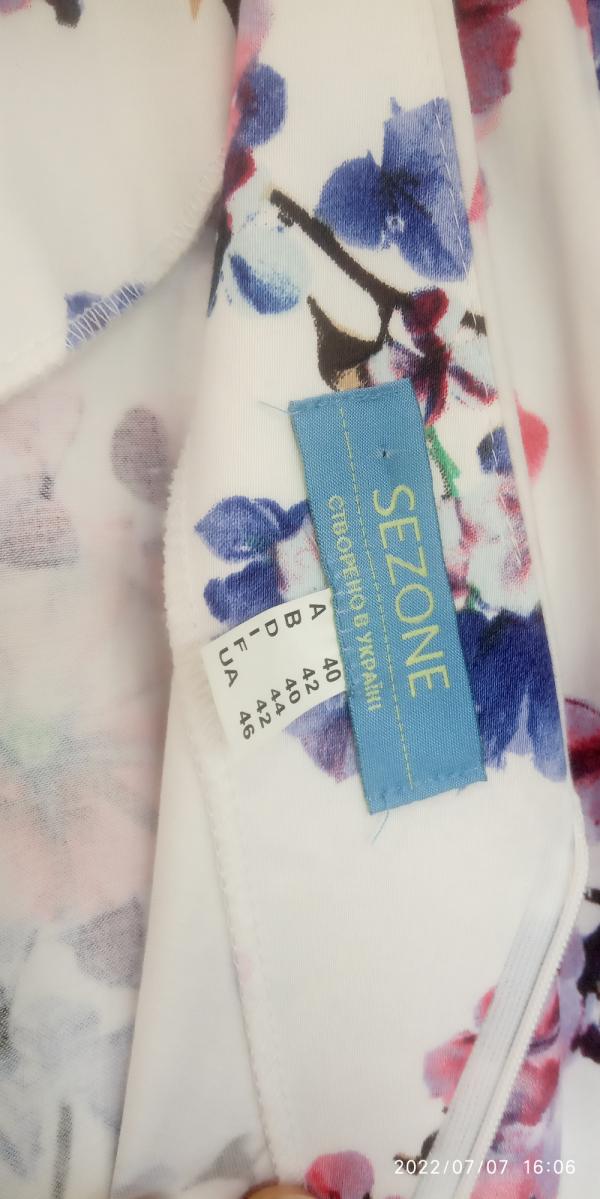 SEZONE
СТВОРЕНО В УКРАЇНІ
A 40
B 42
D 40
I 44
F 42
UA 46
2022/07/07 16:06